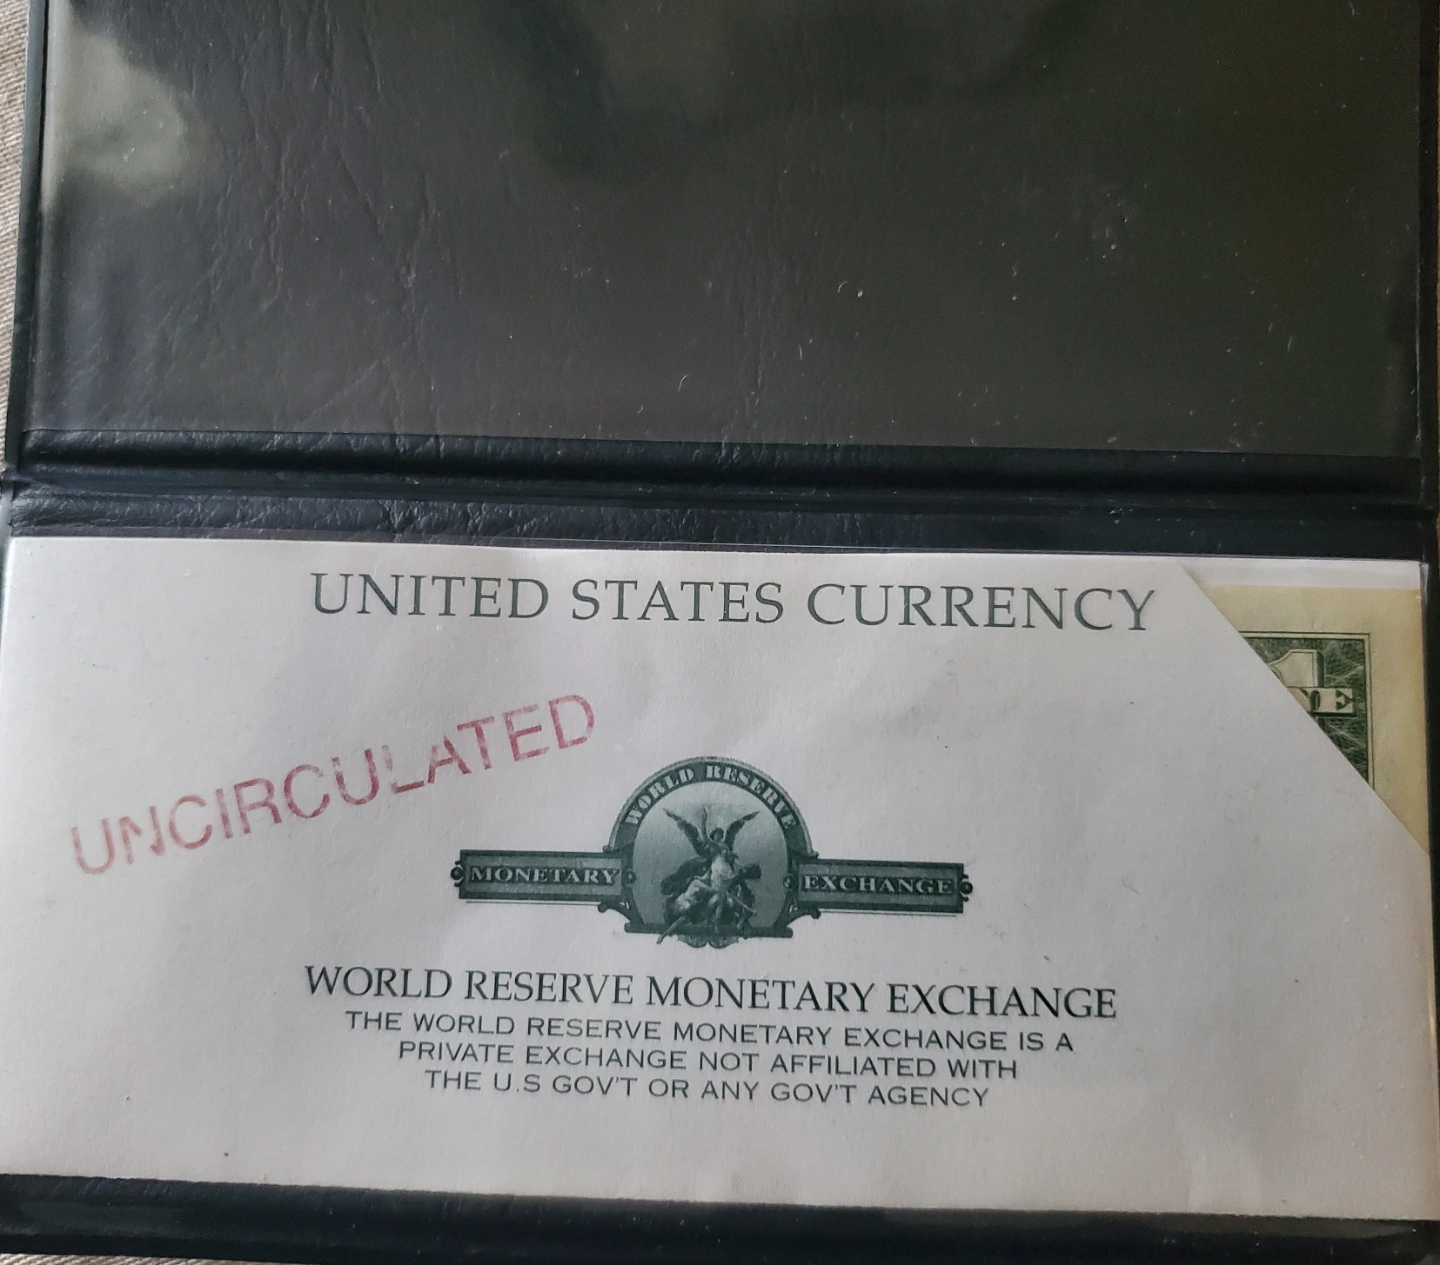 UNITED STATES CURRENCY
UNCIRCULATED
WORLD RESERVE
MONETARY EXCHANGE
WORLD RESERVE MONETARY EXCHANGE
THE WORLD RESERVE MONETARY EXCHANGE IS A
PRIVATE EXCHANGE NOT AFFILIATED WITH
THE U.S GOV'T OR ANY GOV'T AGENCY